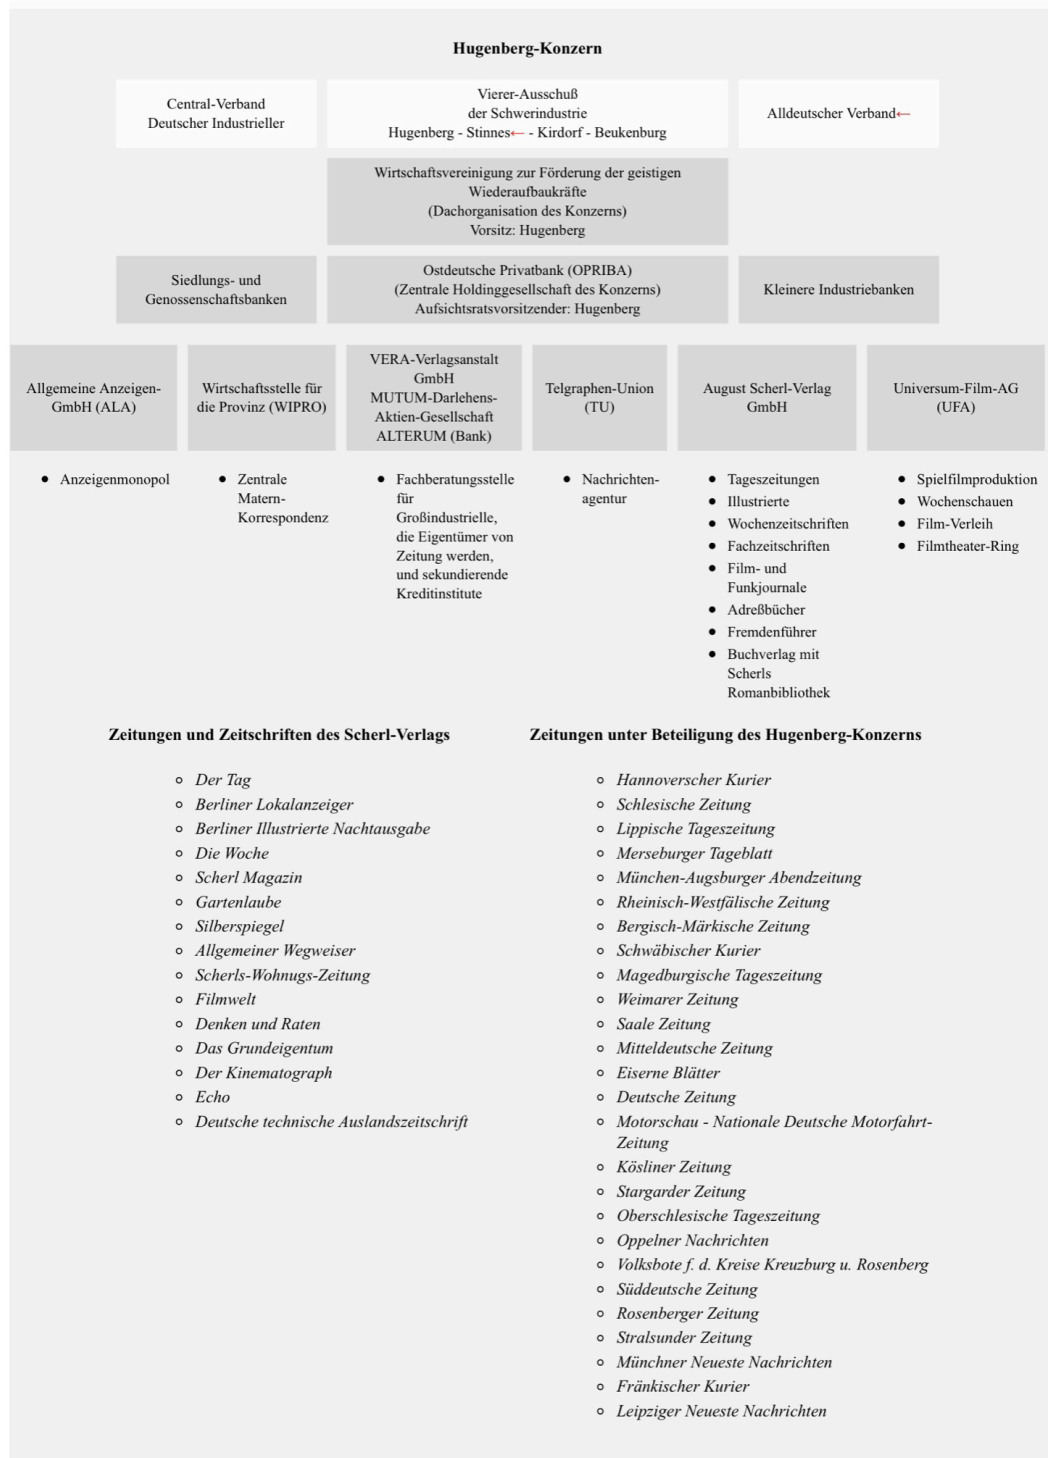 Hugenberg-Konzern
Central-Verband
Deutscher Industrieller
Vierer-Ausschuß
der Schwerindustrie
Hugenberg - Stinnes← - Kirdorf - Beukenburg
Alldeutscher Verband←
Wirtschaftsvereinigung zur Förderung der geistigen
Wiederaufbaukräfte
(Dachorganisation des Konzerns)
Vorsitz: Hugenberg
Siedlungs- und
Genossenschaftsbanken
Ostdeutsche Privatbank (OPRIBA)
(Zentrale Holdinggesellschaft des Konzerns)
Aufsichtsratsvorsitzender: Hugenberg
Kleinere Industriebanken
Allgemeine Anzeigen-
GmbH (ALA)
Wirtschaftsstelle für
die Provinz (WIPRO)
VERA-Verlagsanstalt
GmbH
MUTUM-Darlehens-
Aktien-Gesellschaft
ALTERUM (Bank)
Telgraphen-Union
(TU)
August Scherl-Verlag
GmbH
Universum-Film-AG
(UFA)
• Anzeigenmonopol
• Zentrale
Matern-
Korrespondenz
• Fachberatungsstelle
für
Großindustrielle,
die Eigentümer von
Zeitung werden,
und sekundierende
Kreditinstitute
• Nachrichten-
agentur
• Tageszeitungen
• Illustrierte
• Wochenzeitschriften
• Fachzeitschriften
• Film- und
Funkjournale
• Adreßbücher
• Fremdenführer
• Buchverlag mit
Scherls
Romanbibliothek
• Spielfilmproduktion
• Wochenschauen
• Film-Verleih
• Filmtheater-Ring
Zeitungen und Zeitschriften des Scherl-Verlags
Der Tag
Berliner Lokalanzeiger
Berliner Illustrierte Nachtausgabe
Die Woche
Scherl Magazin
Gartenlaube
Silberspiegel
Allgemeiner Wegweiser
Scherls-Wohnugs-Zeitung
Filmwelt
Denken und Raten
Das Grundeigentum
Der Kinematograph
Echo
Deutsche technische Auslandszeitschrift
Zeitungen unter Beteiligung des Hugenberg-Konzerns
Hannoverscher Kurier
Schlesische Zeitung
Lippische Tageszeitung
Merseburger Tageblatt
München-Augsburger Abendzeitung
Rheinisch-Westfälische Zeitung
Bergisch-Märkische Zeitung
Schwäbischer Kurier
Magedburgische Tageszeitung
Weimarer Zeitung
Saale Zeitung
Mitteldeutsche Zeitung
Eiserne Blätter
Deutsche Zeitung
Motorschau - Nationale Deutsche Motorfahrt-
Zeitung
Kösliner Zeitung
Stargarder Zeitung
Oberschlesische Tageszeitung
Oppelner Nachrichten
Volksbote f. d. Kreise Kreuzburg u. Rosenberg
Süddeutsche Zeitung
Rosenberger Zeitung
Stralsunder Zeitung
Münchner Neueste Nachrichten
Fränkischer Kurier
Leipziger Neueste Nachrichten